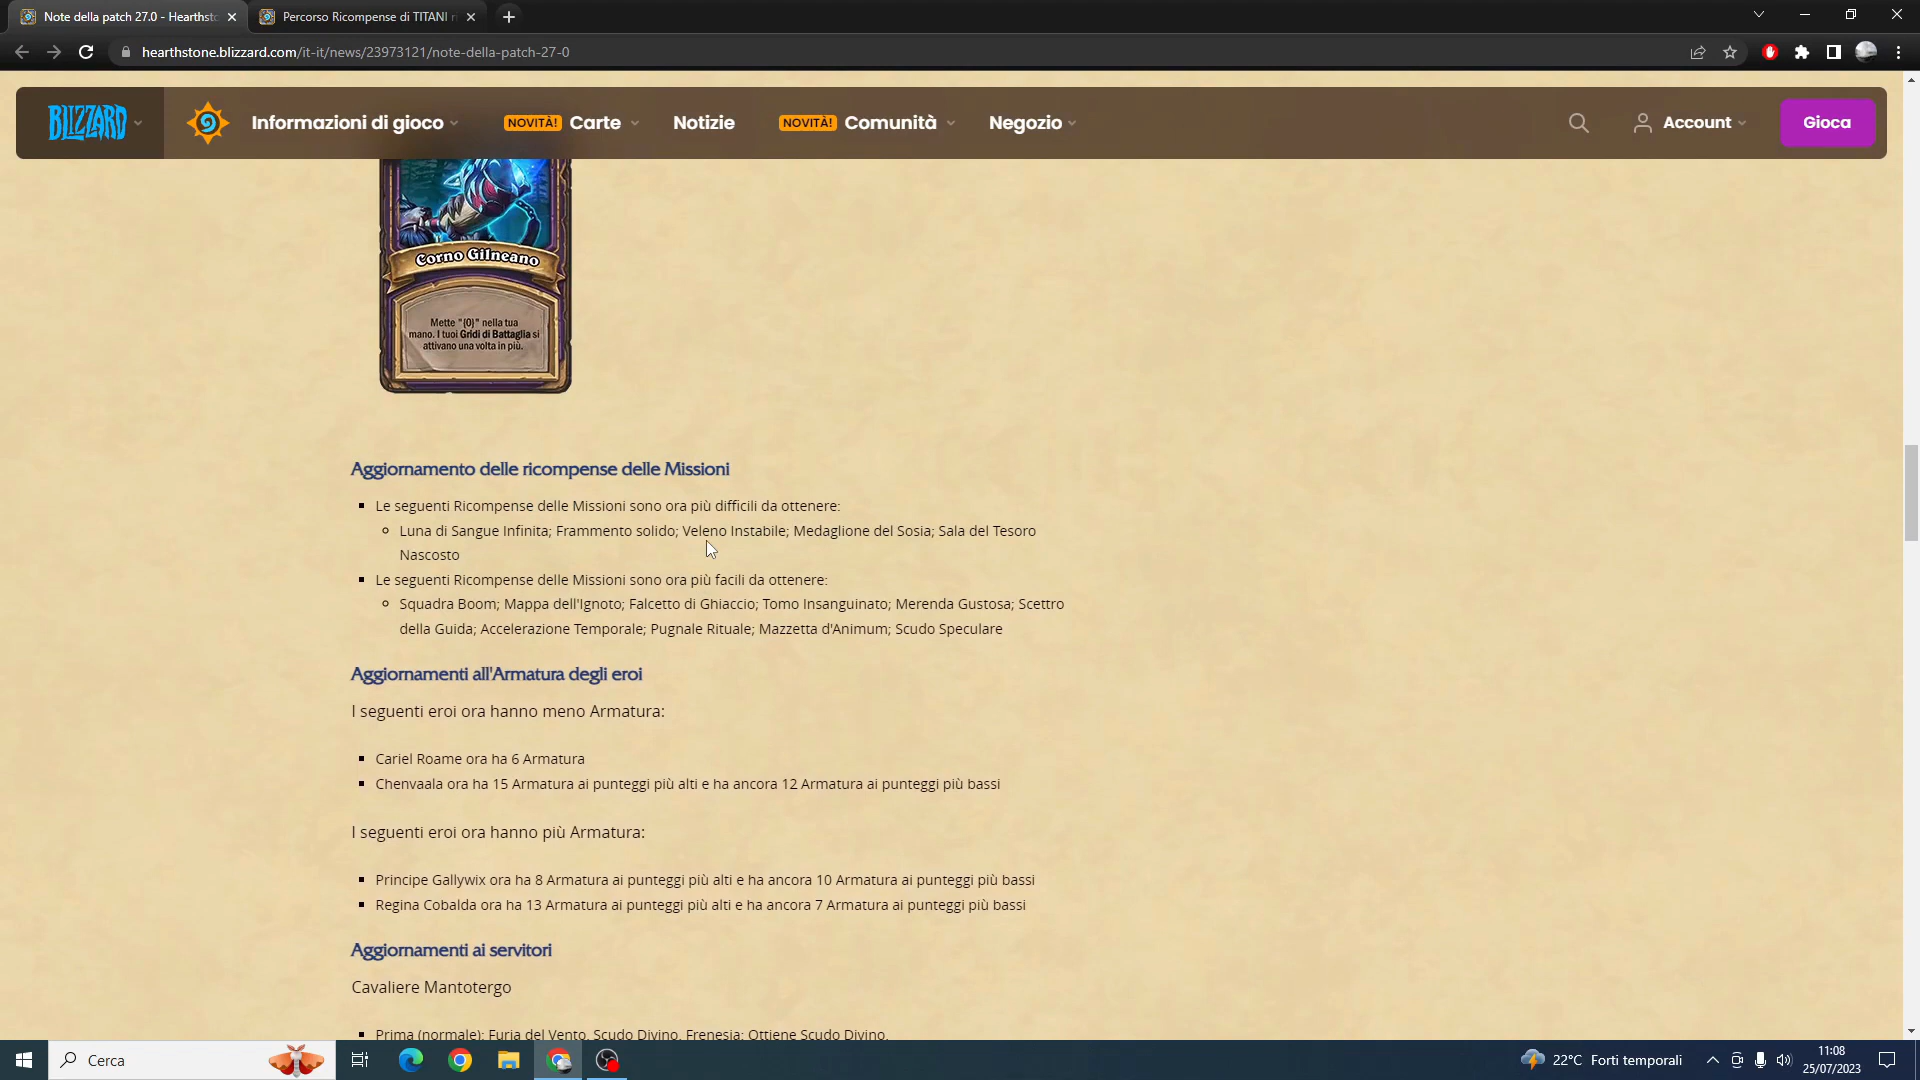 Note della patch 27.0 - Hearthsto
Percorso Ricompense di TITANI ri
hearthstone.blizzard.com/it-it/news/23973121/note-della-patch-27-0
BLIZZARD
Informazioni di gioco
NOVITÀ! Carte
Notizie
NOVITÀ! Comunità
Negozio
Account
Gioca
Corno Gilneano
Mette "{0}" nella tua
mano. I tuoi Gridi di Battaglia si
attivano una volta in più.
Aggiornamento delle ricompense delle Missioni
Le seguenti Ricompense delle Missioni sono ora più difficili da ottenere:
Luna di Sangue Infinita; Frammento solido; Veleno Instabile; Medaglione del Sosia; Sala del Tesoro
Nascosto
Le seguenti Ricompense delle Missioni sono ora più facili da ottenere:
Squadra Boom; Mappa dell'Ignoto; Falcetto di Ghiaccio; Tomo Insanguinato; Merenda Gustosa; Scettro
della Guida; Accelerazione Temporale; Pugnale Rituale; Mazzetta d'Animum; Scudo Speculare
Aggiornamenti all'Armatura degli eroi
I seguenti eroi ora hanno meno Armatura:
Cariel Roame ora ha 6 Armatura
Chenvaala ora ha 15 Armatura ai punteggi più alti e ha ancora 12 Armatura ai punteggi più bassi
I seguenti eroi ora hanno più Armatura:
Principe Gallywix ora ha 8 Armatura ai punteggi più alti e ha ancora 10 Armatura ai punteggi più bassi
Regina Cobalda ora ha 13 Armatura ai punteggi più alti e ha ancora 7 Armatura ai punteggi più bassi
Aggiornamenti ai servitori
Cavaliere Mantotergo
Prima (normale): Furia del Vento, Scudo Divino. Frenesia: Ottiene Scudo Divino.
Cerca
22°C Forti temporali
11:08
25/07/2023